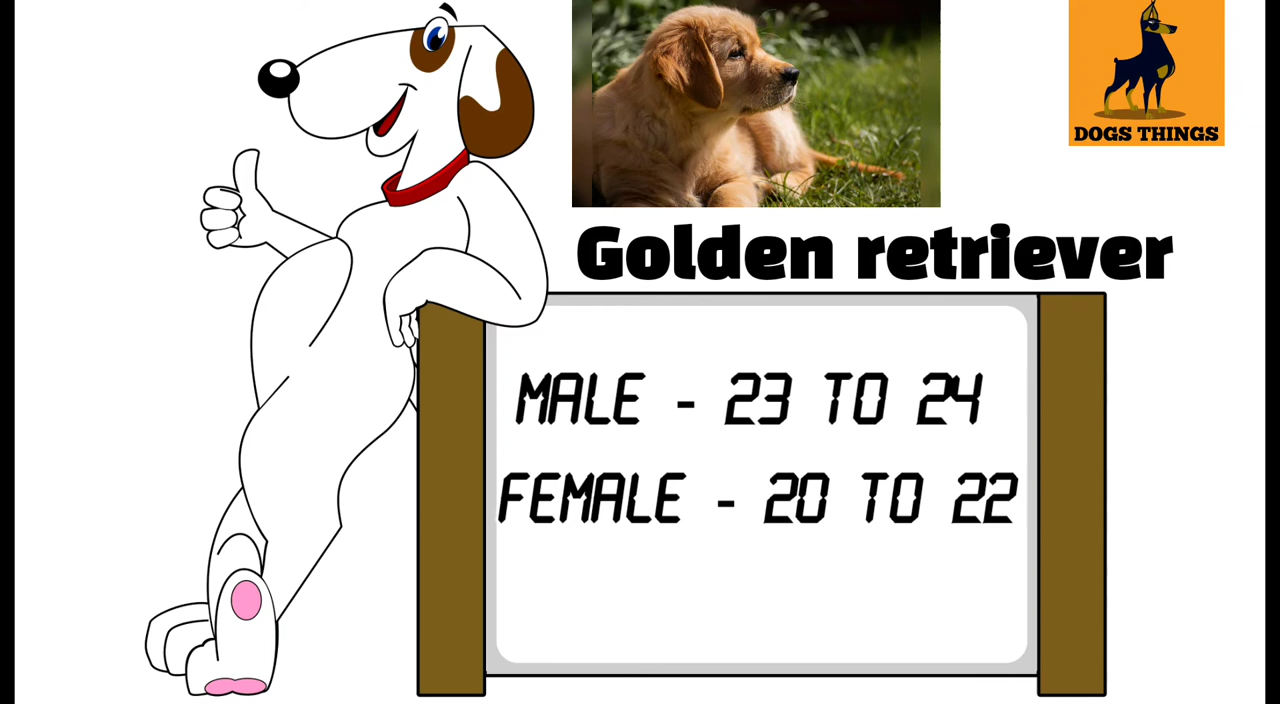 DOGS THINGS
Golden retriever
MALE - 23 TO 24
FEMALE - 20 TO 22